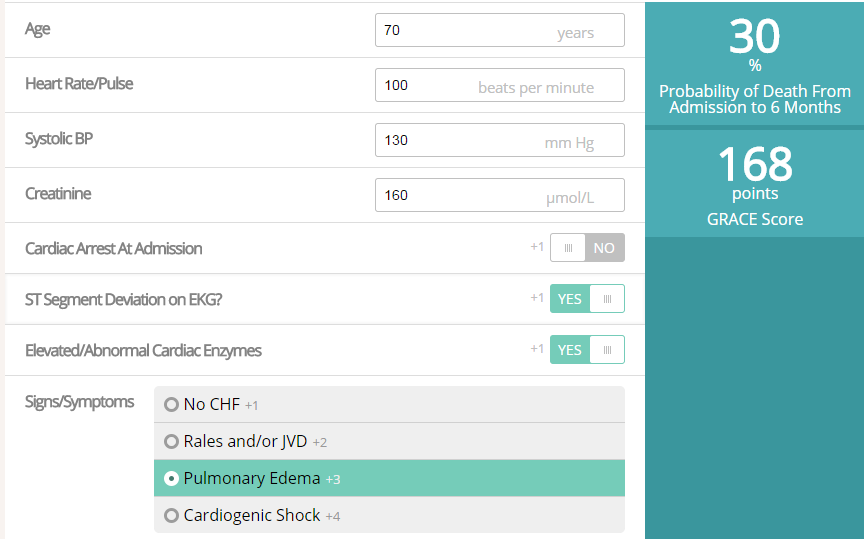 Age
70 years
Heart Rate/Pulse
100 beats per minute
Systolic BP
130 mm Hg
Creatinine
160 µmol/L
Cardiac Arrest At Admission
+1 NO
ST Segment Deviation on EKG?
+1 YES
Elevated/Abnormal Cardiac Enzymes
+1 YES
Signs/Symptoms
No CHF +1
Rales and/or JVD +2
Pulmonary Edema +3
Cardiogenic Shock +4
30
%
Probability of Death From
Admission to 6 Months
168
points
GRACE Score